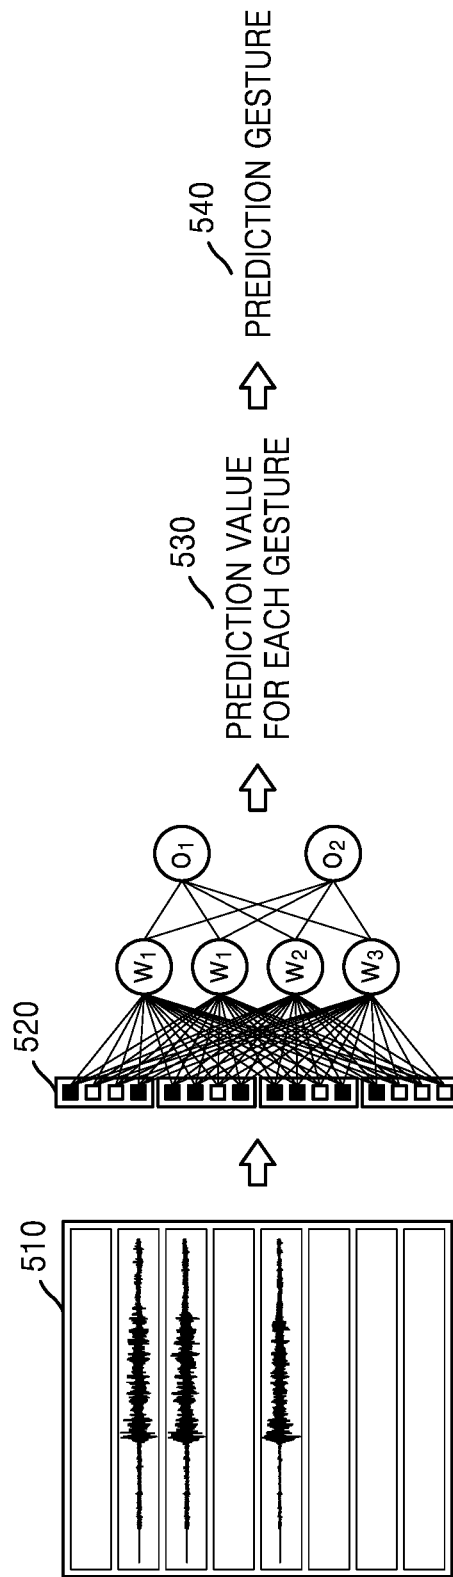 510
520
W1
W1
W2
W3
O1
O2
530
PREDICTION VALUE
FOR EACH GESTURE
540
PREDICTION GESTURE